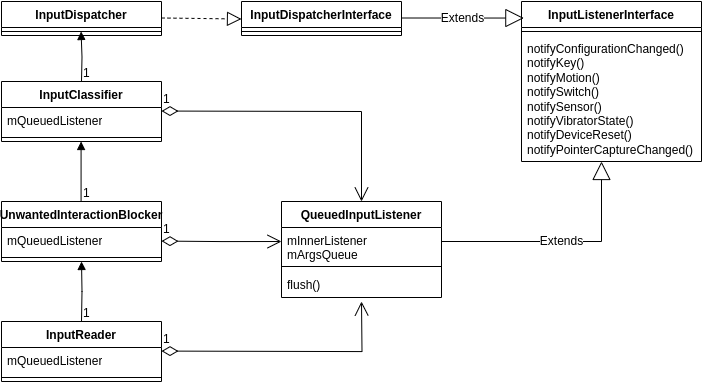 InputDispatcher
InputDispatcherInterface
Extends
InputListenerInterface
notifyConfigurationChanged()
notifyKey()
notifyMotion()
notifySwitch()
notifySensor()
notifyVibratorState()
notifyDeviceReset()
notifyPointerCaptureChanged()
1
InputClassifier
mQueuedListener
1
1
UnwantedInteractionBlocker
mQueuedListener
1
QueuedInputListener
mInnerListener
mArgsQueue
flush()
Extends
1
InputReader
mQueuedListener
1